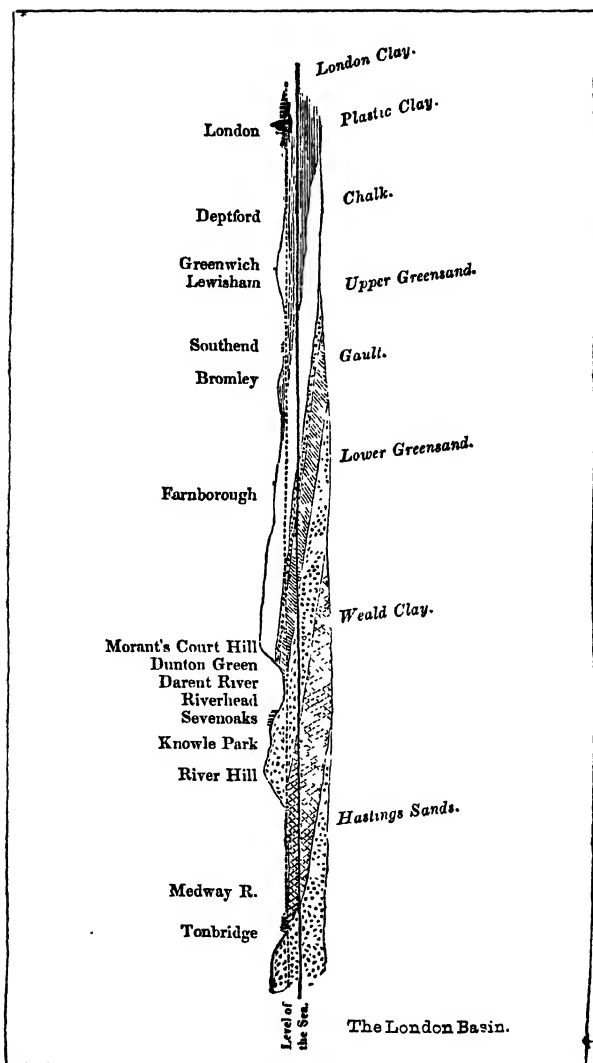 London Clay.
Plastic Clay.
London
Chalk.
Deptford
Greenwich
Lewisham
Upper Greensand.
Southend
Gault.
Bromley
Lower Greensand.
Farnborough
Weald Clay.
Morant's Court Hill
Dunton Green
Darent River
Riverhead
Sevenoaks
Knowle Park
River Hill
Hastings Sands.
Medway R.
Tonbridge
Level of
the Sea.
The London Basin.